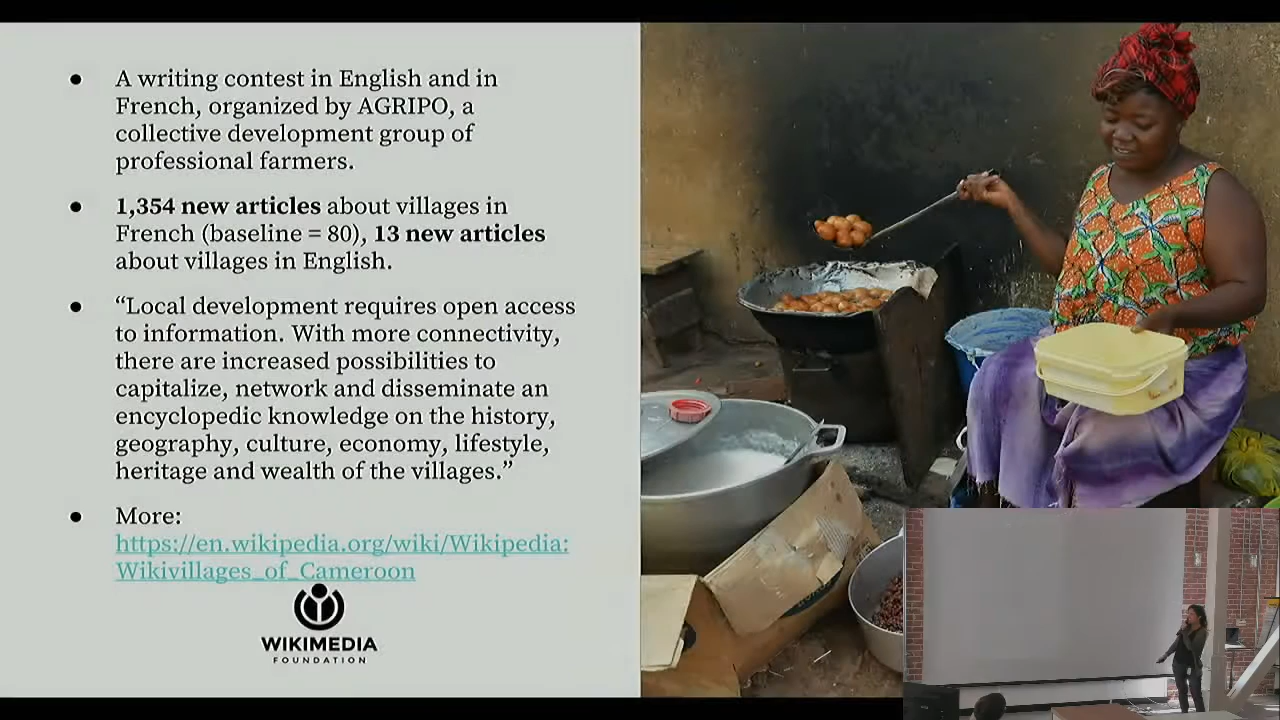 ● A writing contest in English and in
French, organized by AGRIPO, a
collective development group of
professional farmers.
● 1,354 new articles about villages in
French (baseline = 80), 13 new articles
about villages in English.
● “Local development requires open access
to information. With more connectivity,
there are increased possibilities to
capitalize, network and disseminate an
encyclopedic knowledge on the history,
geography, culture, economy, lifestyle,
heritage and wealth of the villages.”
● More:
https://en.wikipedia.org/wiki/Wikipedia:
Wikivillages_of_Cameroon
WIKIMEDIA
FOUNDATION